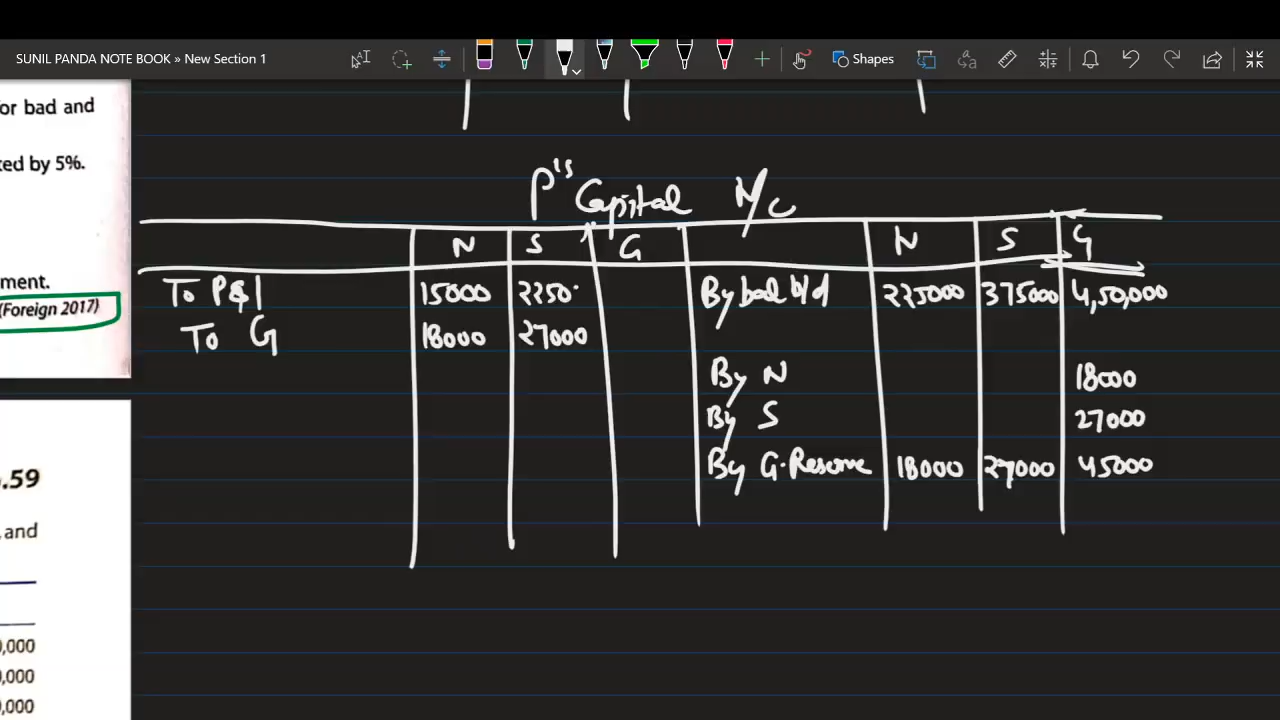 SUNIL PANDA NOTE BOOK » New Section 1
Shapes
or bad and
ted by 5%.
ment.
(Foreign 2017)
.59
, and
0,000
0,000
0,000
P's Capital A/C
N S G N S G
To P&l 15000 2250 By bal b/d 225000 375000 4,50,000
To G 18000 27000
By N 18000
By S 27000
By G.Reserve 18000 27000 45000